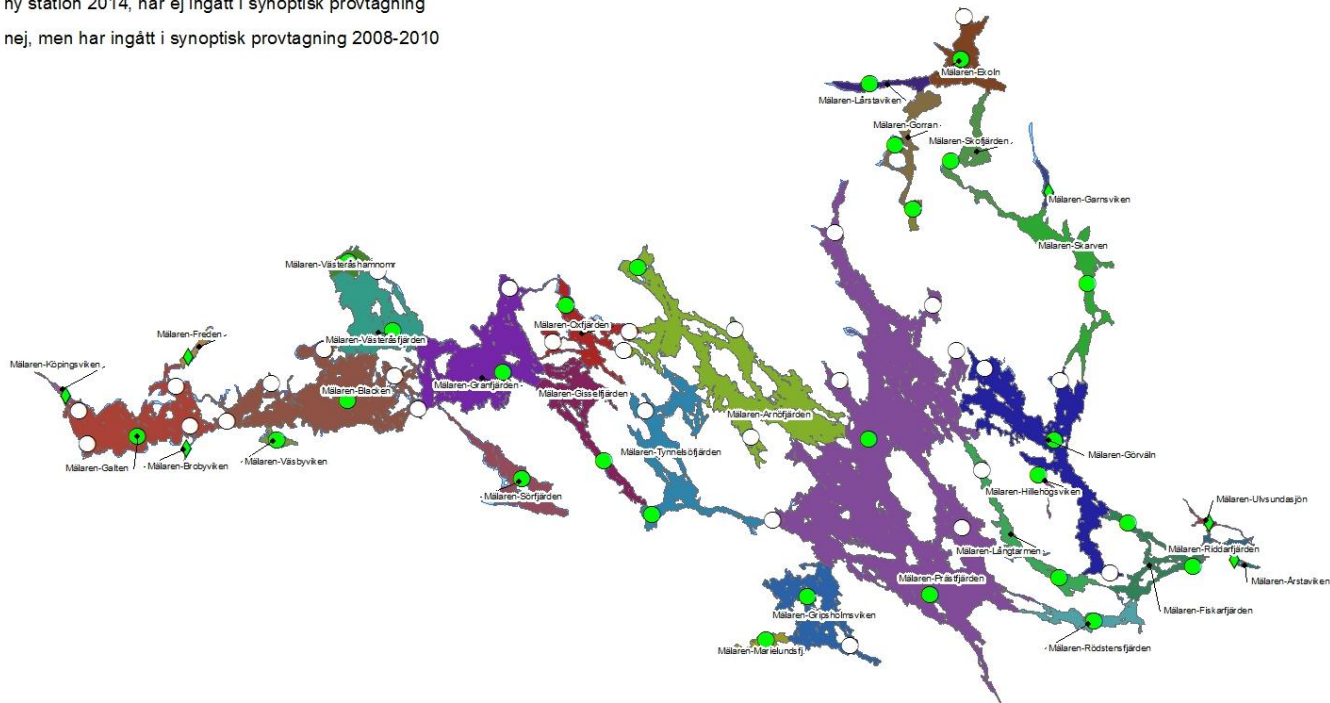 ny station 2014, har ej ingått i synoptisk provtagning
nej, men har ingått i synoptisk provtagning 2008-2010
Mälaren-Ekoln
Mälaren-Lårstaviken
Mälaren-Gorran
Mälaren-Skofjärden
Mälaren-Garnsviken
Mälaren-Skarven
Mälaren-Västeråshamnomr
Mälaren-Freden
Mälaren-Västeråsfjärden
Mälaren-Oxfjärden
Mälaren-Köpingsviken
Mälaren-Blacken
Mälaren-Granfjärden
Mälaren-Gisselfjärden
Mälaren-Arnöfjärden
Mälaren-Tynnelsöfjärden
Mälaren-Görväln
Mälaren-Galten
Mälaren-Brobyviken
Mälaren-Väsbyviken
Mälaren-Sörfjärden
Mälaren-Hillehögsviken
Mälaren-Ulvsundasjön
Mälaren-Långtarmen
Mälaren-Riddarfjärden
Mälaren-Prästfjärden
Mälaren-Årstaviken
Mälaren-Gripsholmsviken
Mälaren-Fiskarfjärden
Mälaren-Marielundsfj.
Mälaren-Rödstensfjärden